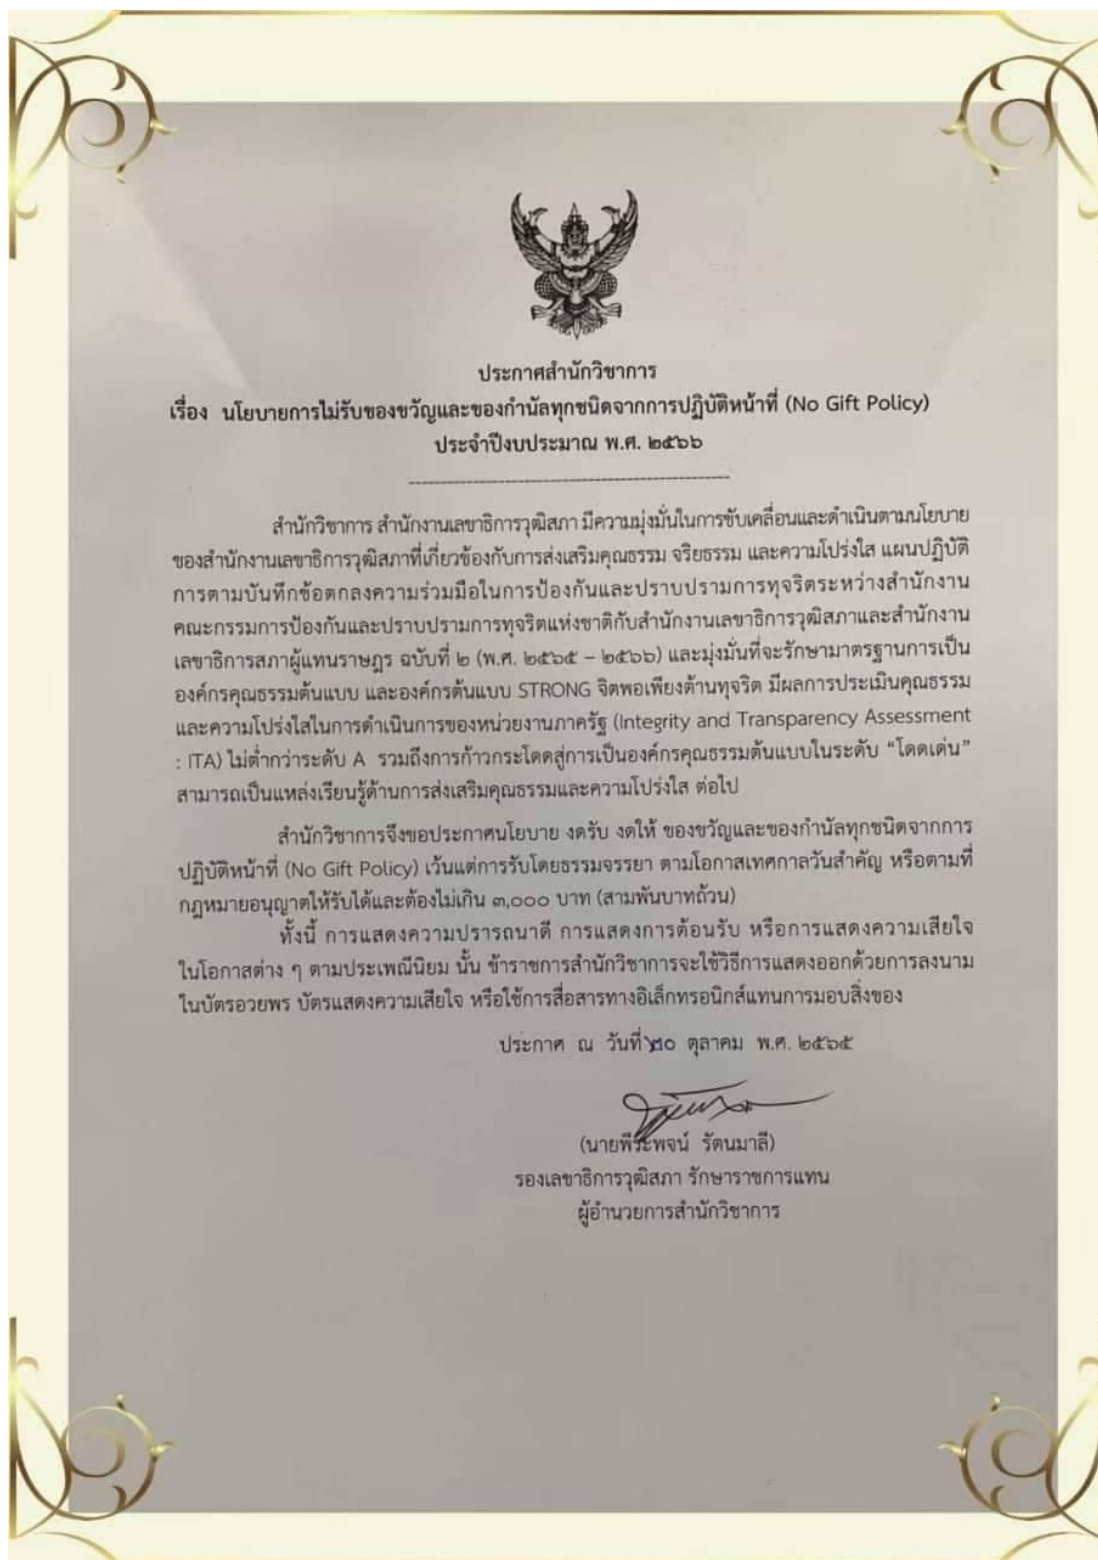 ประกาศสำนักวิชาการ
เรื่อง นโยบายการไม่รับของขวัญและของกำนัลทุกชนิดจากการปฏิบัติหน้าที่ (No Gift Policy)
ประจำปีงบประมาณ พ.ศ. ๒๕๖๖
สำนักวิชาการ สำนักงานเลขาธิการวุฒิสภา มีความมุ่งมั่นในการขับเคลื่อนและดำเนินตามนโยบาย
ของสำนักงานเลขาธิการวุฒิสภาที่เกี่ยวข้องกับการส่งเสริมคุณธรรม จริยธรรม และความโปร่งใส แผนปฏิบัติ
การตามบันทึกข้อตกลงความร่วมมือในการป้องกันและปราบปรามการทุจริตระหว่างสำนักงาน
คณะกรรมการป้องกันและปราบปรามการทุจริตแห่งชาติกับสำนักงานเลขาธิการวุฒิสภาและสำนักงาน
เลขาธิการสภาผู้แทนราษฎร ฉบับที่ ๒ (พ.ศ. ๒๕๖๕ – ๒๕๖๖) และมุ่งมั่นที่จะรักษามาตรฐานการเป็น
องค์กรคุณธรรมต้นแบบ และองค์กรต้นแบบ STRONG จิตพอเพียงต้านทุจริต มีผลการประเมินคุณธรรม
และความโปร่งใสในการดำเนินการของหน่วยงานภาครัฐ (Integrity and Transparency Assessment
: ITA) ไม่ต่ำกว่าระดับ A รวมถึงการก้าวกระโดดสู่การเป็นองค์กรคุณธรรมต้นแบบในระดับ “โดดเด่น”
สามารถเป็นแหล่งเรียนรู้ด้านการส่งเสริมคุณธรรมและความโปร่งใส ต่อไป
สำนักวิชาการจึงขอประกาศนโยบาย งดรับ งดให้ ของขวัญและของกำนัลทุกชนิดจากการ
ปฏิบัติหน้าที่ (No Gift Policy) เว้นแต่การรับโดยธรรมจรรยา ตามโอกาสเทศกาลวันสำคัญ หรือตามที่
กฎหมายอนุญาตให้รับได้และต้องไม่เกิน ๓,๐๐๐ บาท (สามพันบาทถ้วน)
ทั้งนี้ การแสดงความปรารถนาดี การแสดงการต้อนรับ หรือการแสดงความเสียใจ
ในโอกาสต่าง ๆ ตามประเพณีนิยม นั้น ข้าราชการสำนักวิชาการจะใช้วิธีการแสดงออกด้วยการลงนาม
ในบัตรอวยพร บัตรแสดงความเสียใจ หรือใช้การสื่อสารทางอิเล็กทรอนิกส์แทนการมอบสิ่งของ
ประกาศ ณ วันที่ ๒๐ ตุลาคม พ.ศ. ๒๕๖๕
(นายพีระพจน์ รัตนมาลี)
รองเลขาธิการวุฒิสภา รักษาราชการแทน
ผู้อำนวยการสำนักวิชาการ